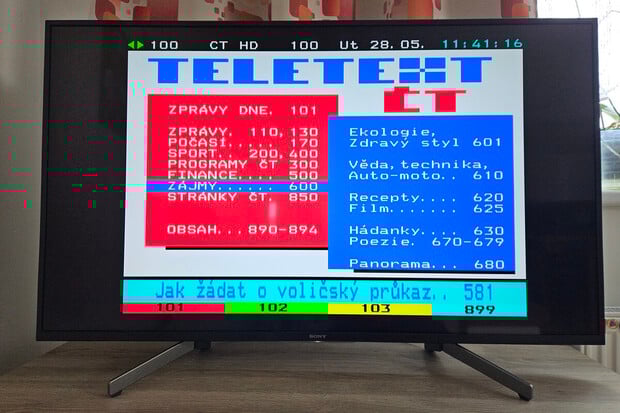 100 CT HD 100 Ut 28.05. 11:41:16
TELETEXT
ČT
ZPRÁVY DNE. 101
ZPRÁVY. 110,130
POČASÍ..... 170
SPORT.. 200,400
PROGRAMY ČT 300
FINANCE.... 500
ZÁJMY...... 600
STRÁNKY ČT. 850
OBSAH...890-894
Ekologie,
Zdravý styl 601
Věda, technika,
Auto-moto.. 610
Recepty.... 620
Film....... 625
Hádanky.... 630
Poezie. 670-679
Panorama... 680
Jak žádat o voličský průkaz.. 581
101 102 103 899
SONY